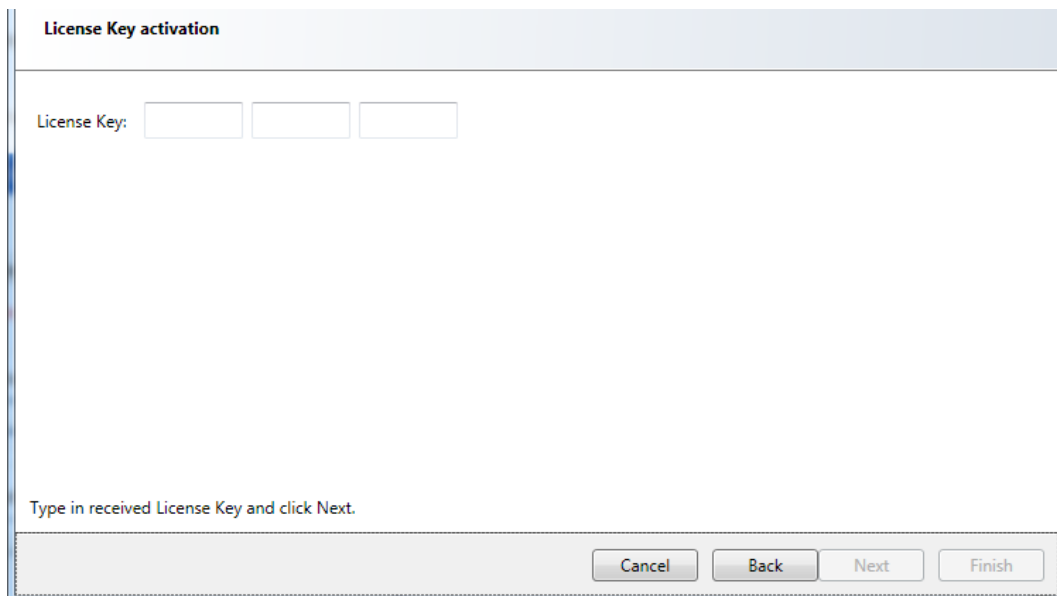 License Key activation
License Key:
Type in received License Key and click Next.
Cancel Back Next Finish